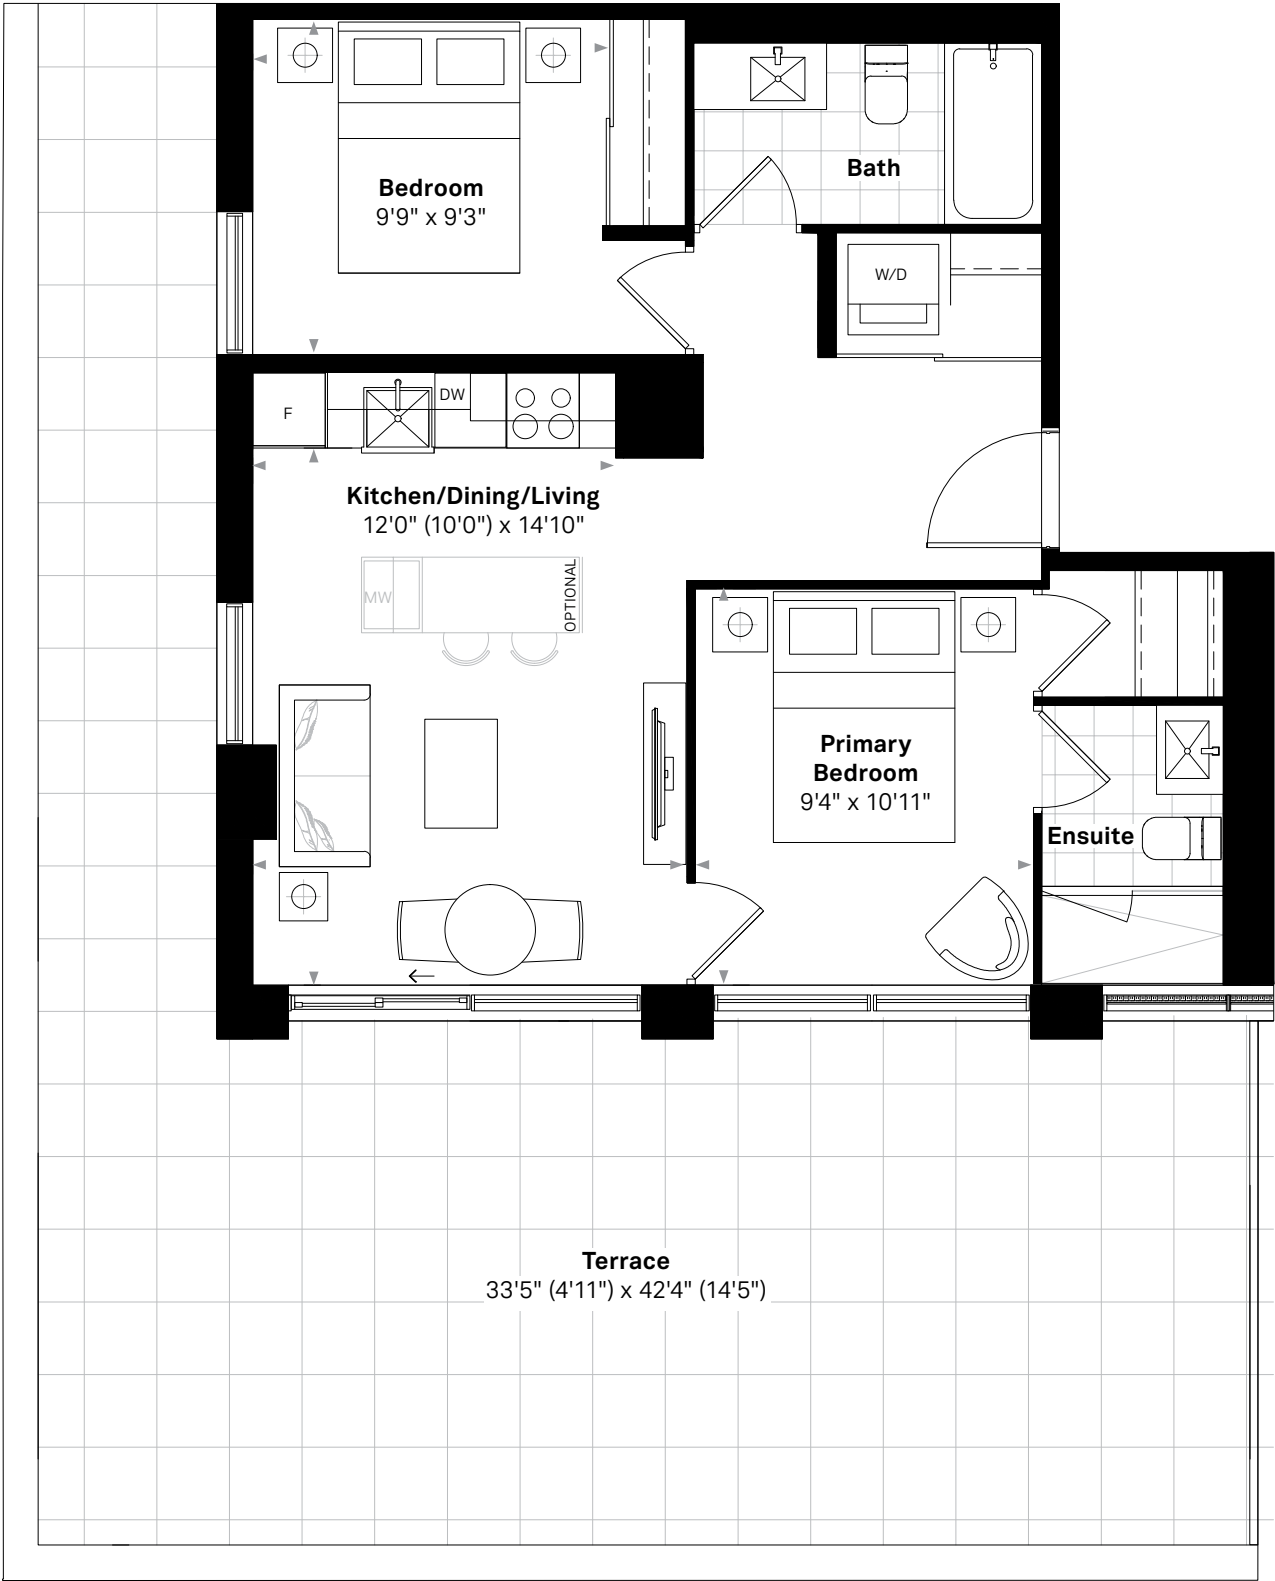 Bedroom
9'9" x 9'3"
Bath
W/D
F
DW
Kitchen/Dining/Living
12'0" (10'0") x 14'10"
MW
OPTIONAL
Primary
Bedroom
9'4" x 10'11"
Ensuite
Terrace
33'5" (4'11") x 42'4" (14'5")